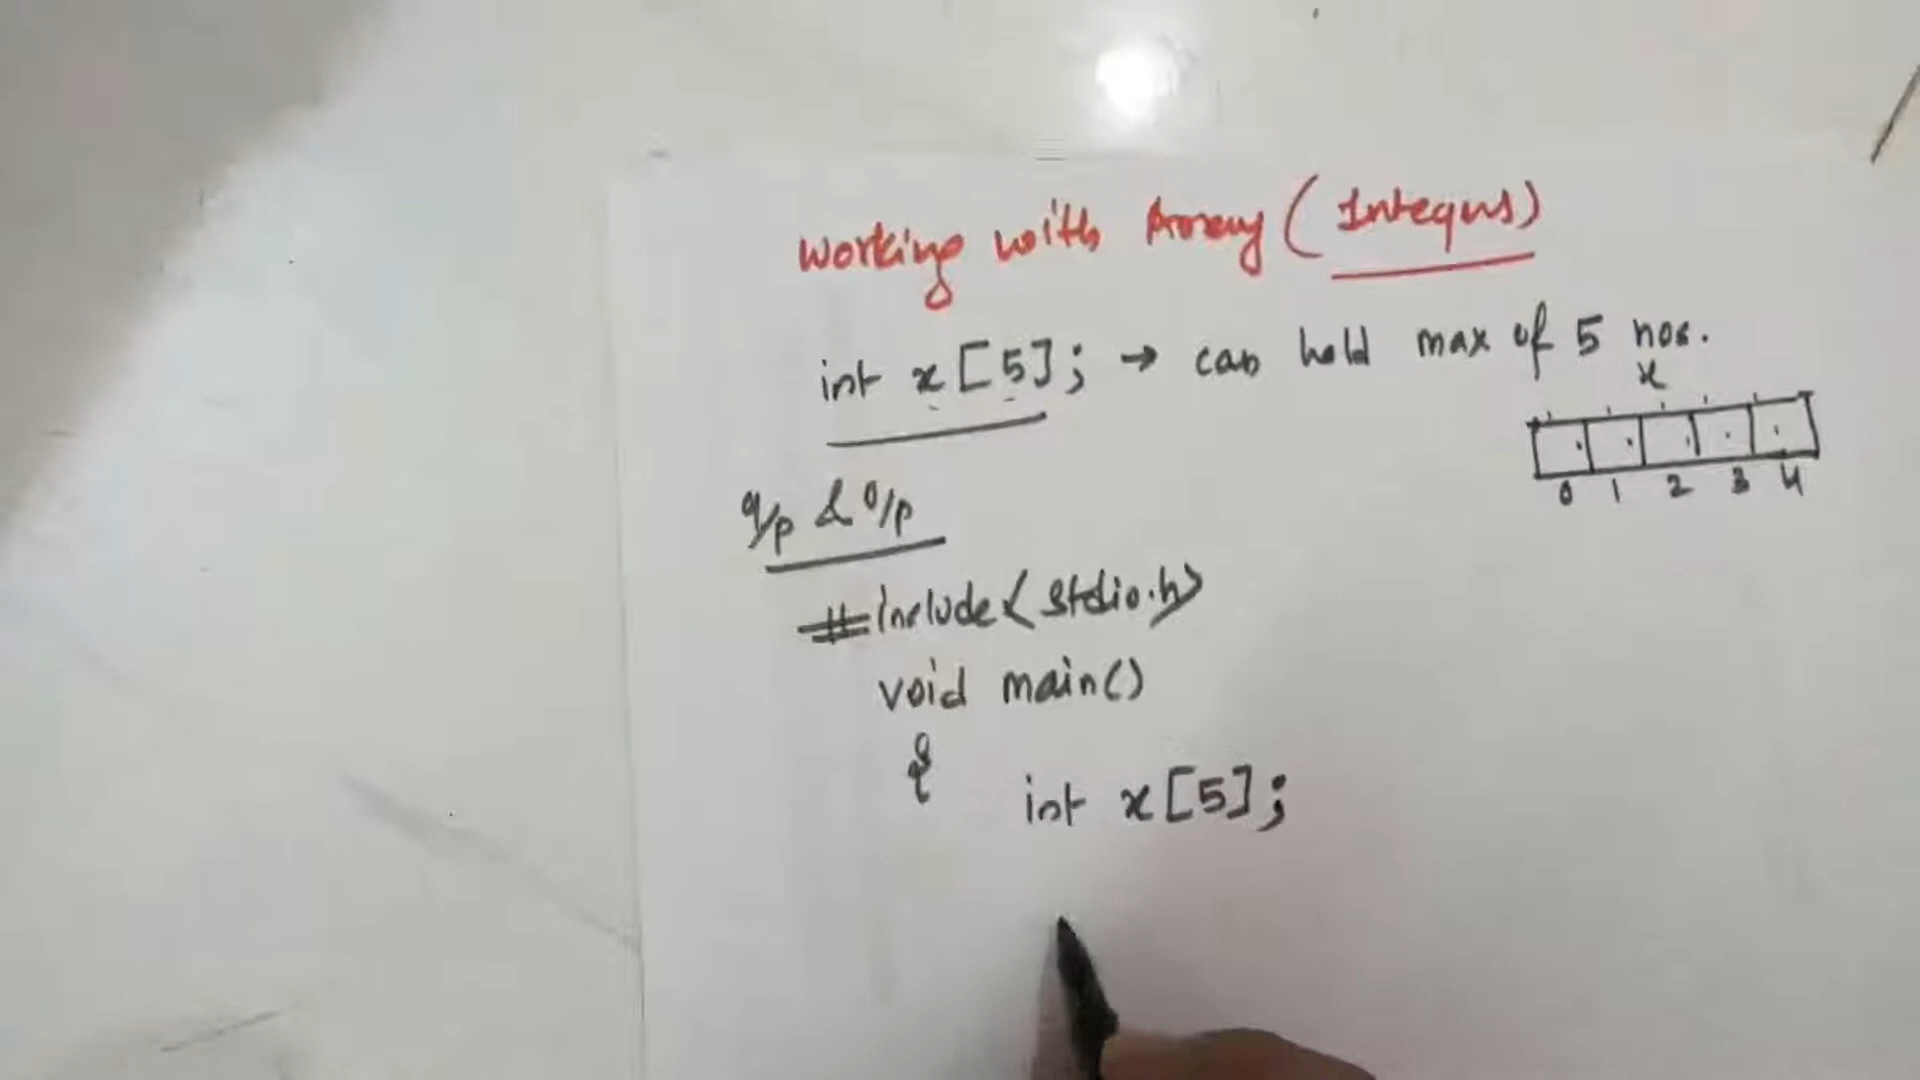 Working with Array (Integers)
int x[5]; → can hold max of 5 nos.
x
0 1 2 3 4
I/p & O/p
#include<stdio.h>
void main()
{
int x[5];